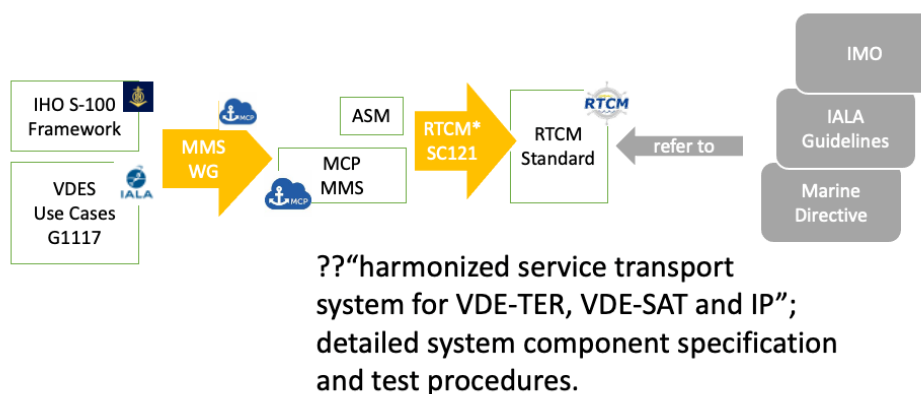 IHO S-100
Framework
VDES
Use Cases
G1117
IALA
MMS
WG
MCP
ASM
MCP
MMS
MCP
RTCM*
SC121
RTCM
RTCM
Standard
refer to
IMO
IALA
Guidelines
Marine
Directive
??“harmonized service transport
system for VDE-TER, VDE-SAT and IP”;
detailed system component specification
and test procedures.